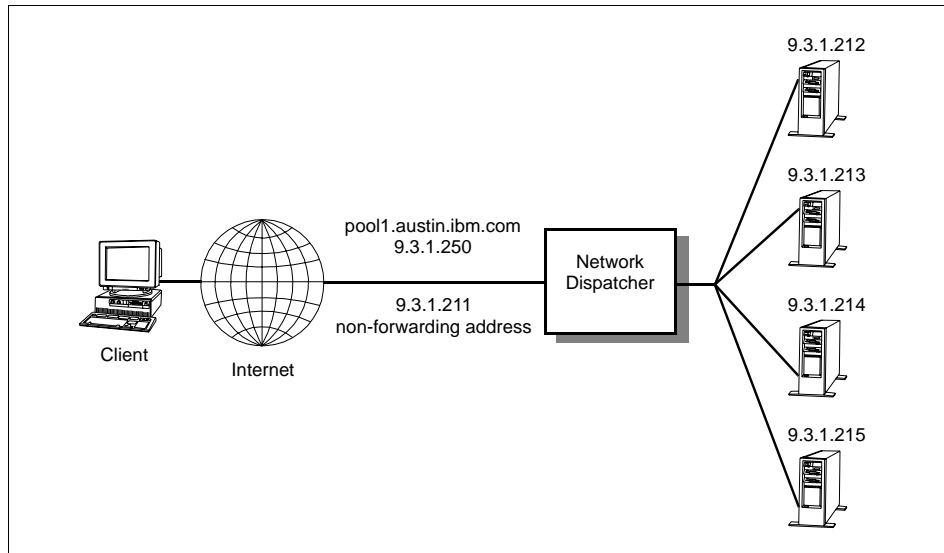 9.3.1.212
9.3.1.213
pool1.austin.ibm.com
9.3.1.250
Network
Dispatcher
9.3.1.211
non-forwarding address
9.3.1.214
Client
Internet
9.3.1.215